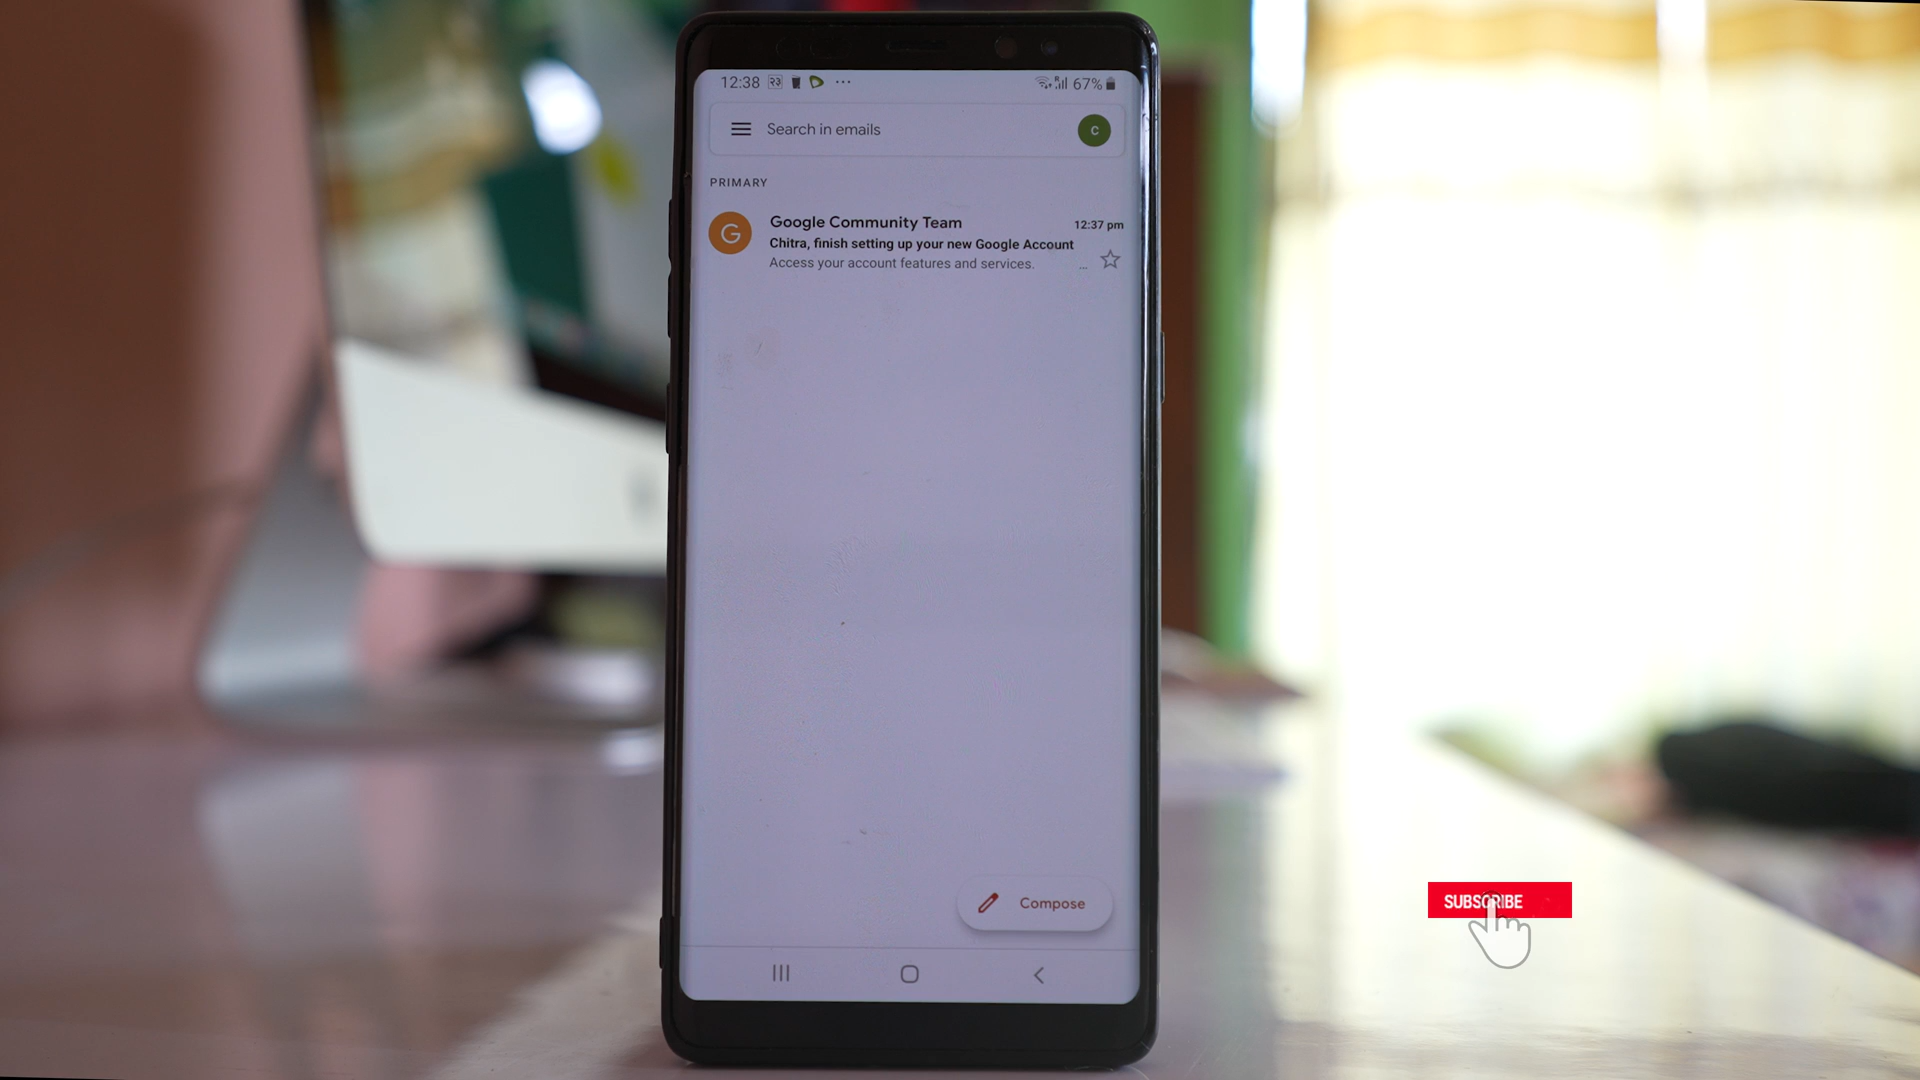 12:38 २३ ... R 67%
Search in emails C
PRIMARY
G Google Community Team 12:37 pm
Chitra, finish setting up your new Google Account
Access your account features and services. ...
Compose
SUBSCRIBE